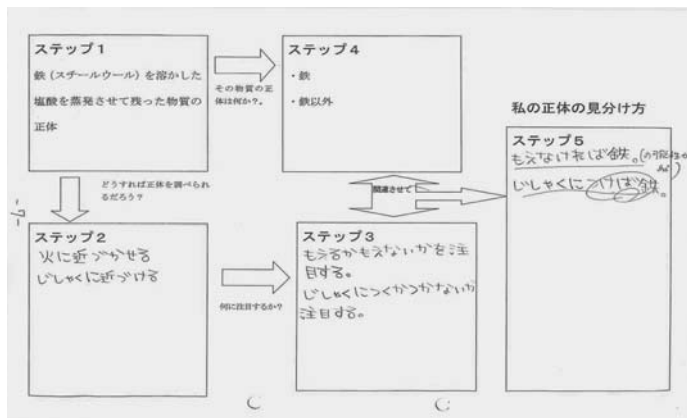 ステップ1
鉄(スチールウール)を溶かした
塩酸を蒸発させて残った物質の
正体
その物質の正
体は何か?。
ステップ4
・鉄
・鉄以外
私の正体の見分け方
ステップ5
もえなければ鉄。(の可能性が
じしゃくにつけば鉄。
どうすれば正体を調べられ
るだろう?
-7-
ステップ2
火に近づかせる
じしゃくに近づける
何に注目するか?
関連させて
ステップ3
もえるかもえないかを注
目する。
じしゃくにつくかつかないか
注目する。